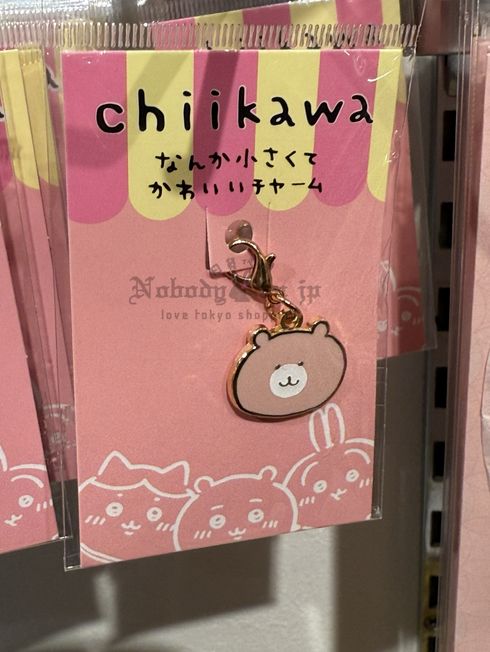 chiikawa
なんか小さくて
かわいいチャーム
love tokyo shop